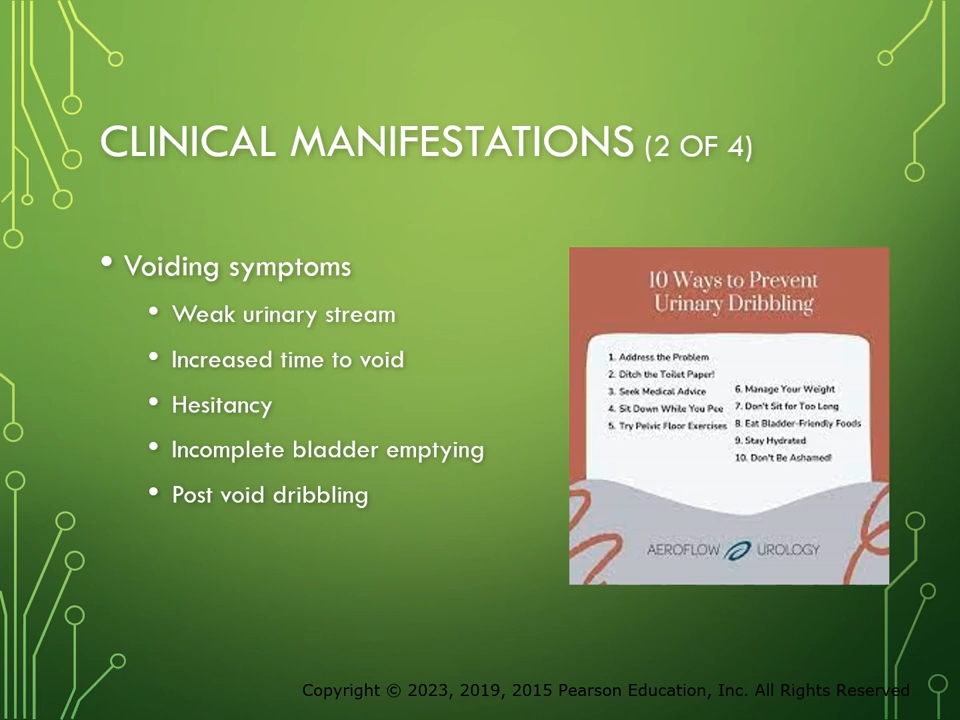 CLINICAL MANIFESTATIONS (2 OF 4)
• Voiding symptoms
• Weak urinary stream
• Increased time to void
• Hesitancy
• Incomplete bladder emptying
• Post void dribbling
10 Ways to Prevent
Urinary Dribbling
1. Address the Problem
2. Ditch the Toilet Paper!
3. Seek Medical Advice
4. Sit Down While You Pee
5. Try Pelvic Floor Exercises
6. Manage Your Weight
7. Don't Sit for Too Long
8. Eat Bladder-Friendly Foods
9. Stay Hydrated
10. Don't Be Ashamed!
AEROFLOW UROLOGY
Copyright © 2023, 2019, 2015 Pearson Education, Inc. All Rights Reserved